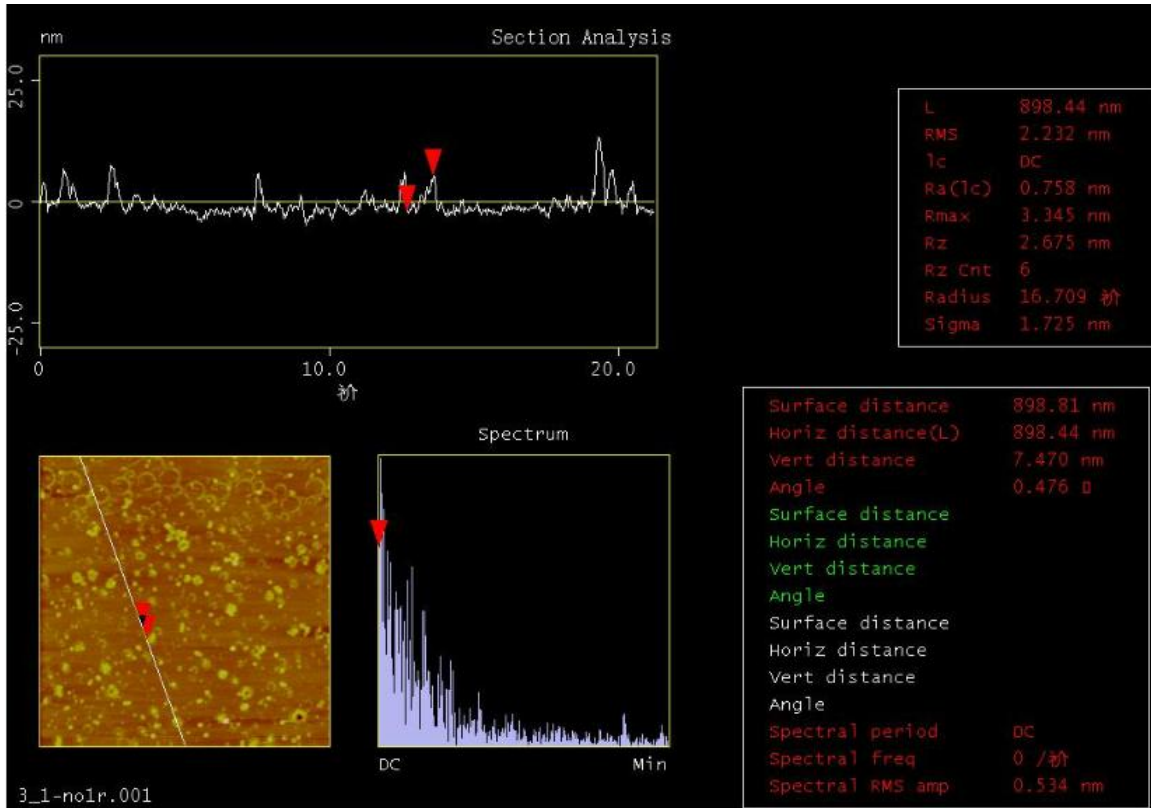 nm
Section Analysis
25.0
0
-25.0
0 10.0 20.0
祄
L 898.44 nm
RMS 2.232 nm
lc DC
Ra(lc) 0.758 nm
Rmax 3.345 nm
Rz 2.675 nm
Rz Cnt 6
Radius 16.709 祄
Sigma 1.725 nm
Spectrum
DC Min
Surface distance 898.81 nm
Horiz distance(L) 898.44 nm
Vert distance 7.470 nm
Angle 0.476
Surface distance
Horiz distance
Vert distance
Angle
Surface distance
Horiz distance
Vert distance
Angle
Spectral period DC
Spectral freq 0 /祄
Spectral RMS amp 0.534 nm
3_1-no1r.001